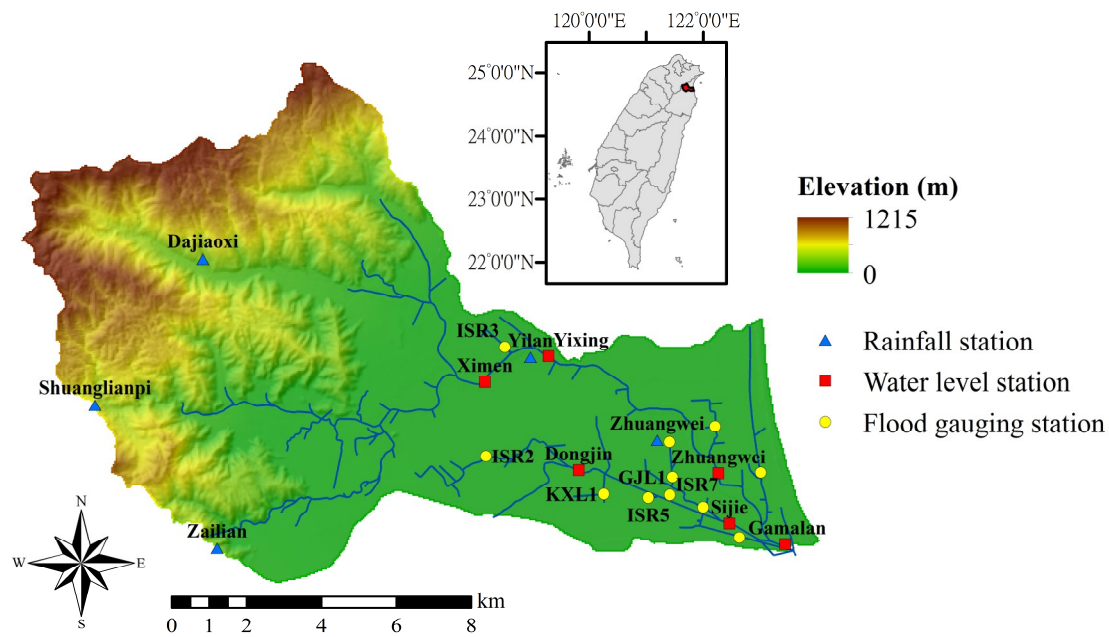 120°0'0"E 122°0'0"E
25°0'0"N
24°0'0"N
23°0'0"N
22°0'0"N
Elevation (m)
1215
0
Dajiaoxi
ISR3
YilanYixing
Ximen
Rainfall station
Water level station
Flood gauging station
Shuanglianpi
Zhuangwei
ISR2
Dongjin
Zhuangwei
GJL1
ISR7
KXL1
ISR5
Sijie
Gamalan
Zailian
N
W
E
S
km
0 1 2 4 6 8